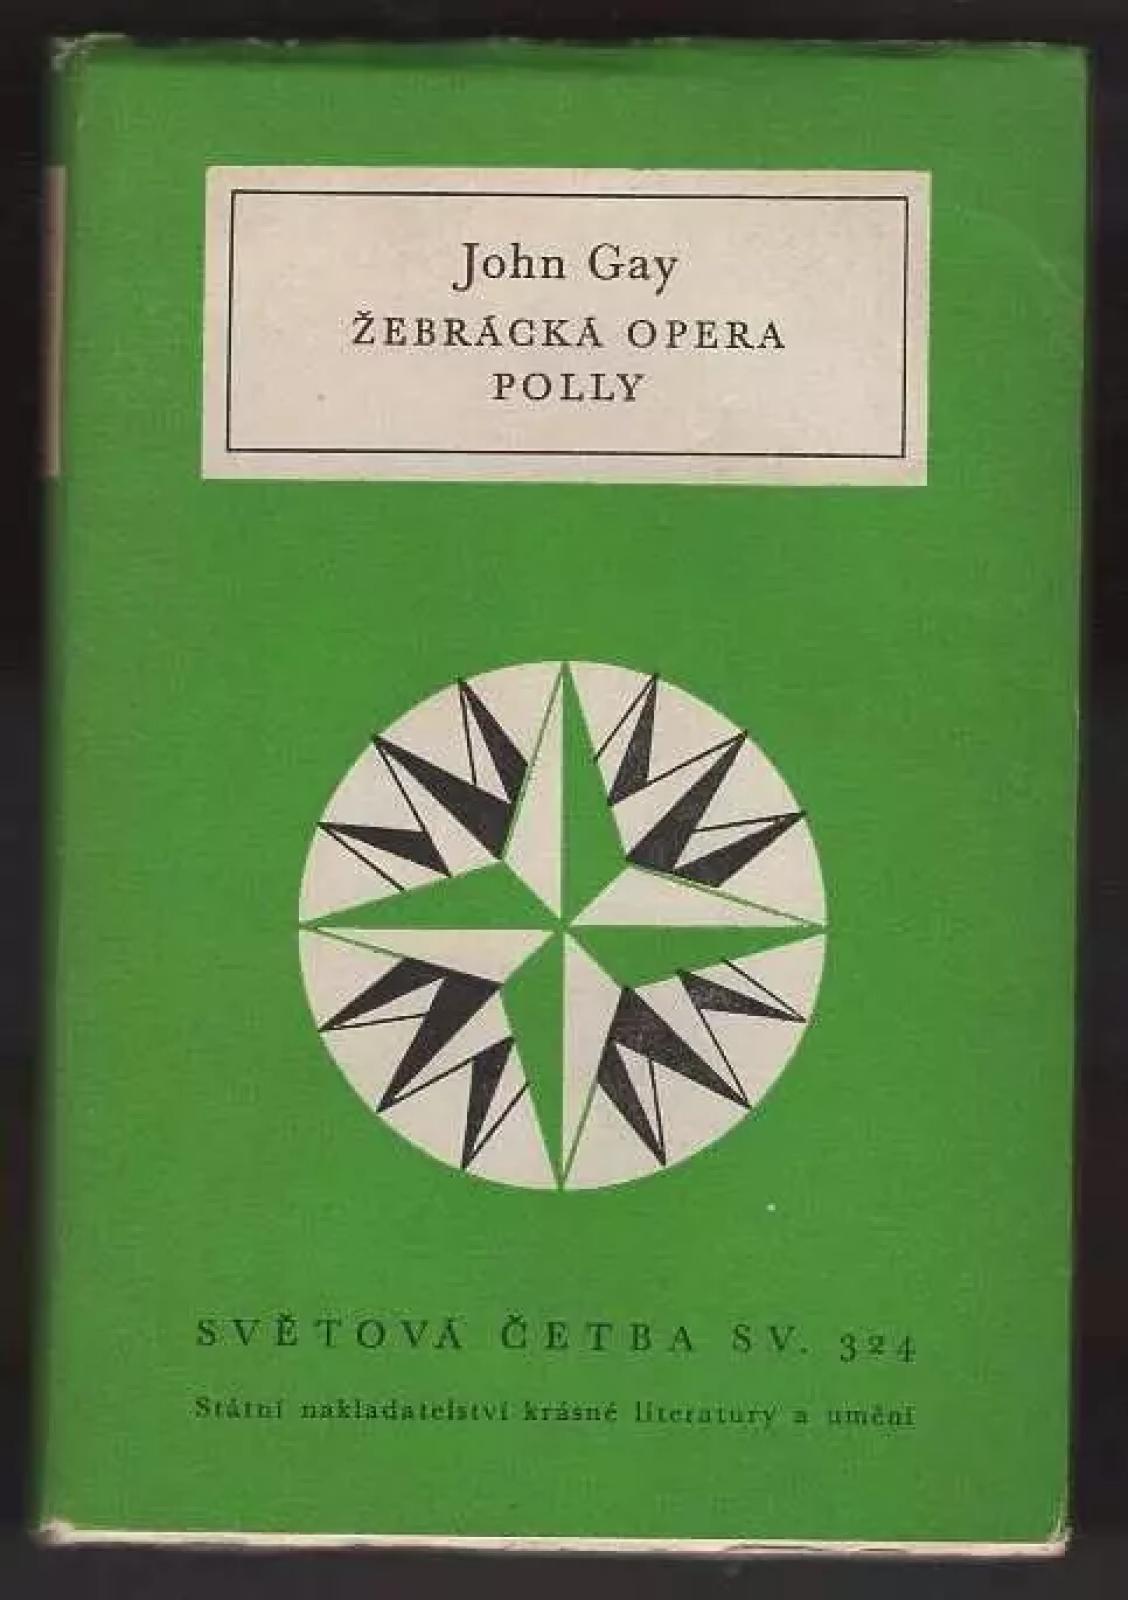 John Gay
ŽEBRÁCKÁ OPERA
POLLY
SVĚTOVÁ ČETBA SV. 324
Státní nakladatelství krásné literatury a umění